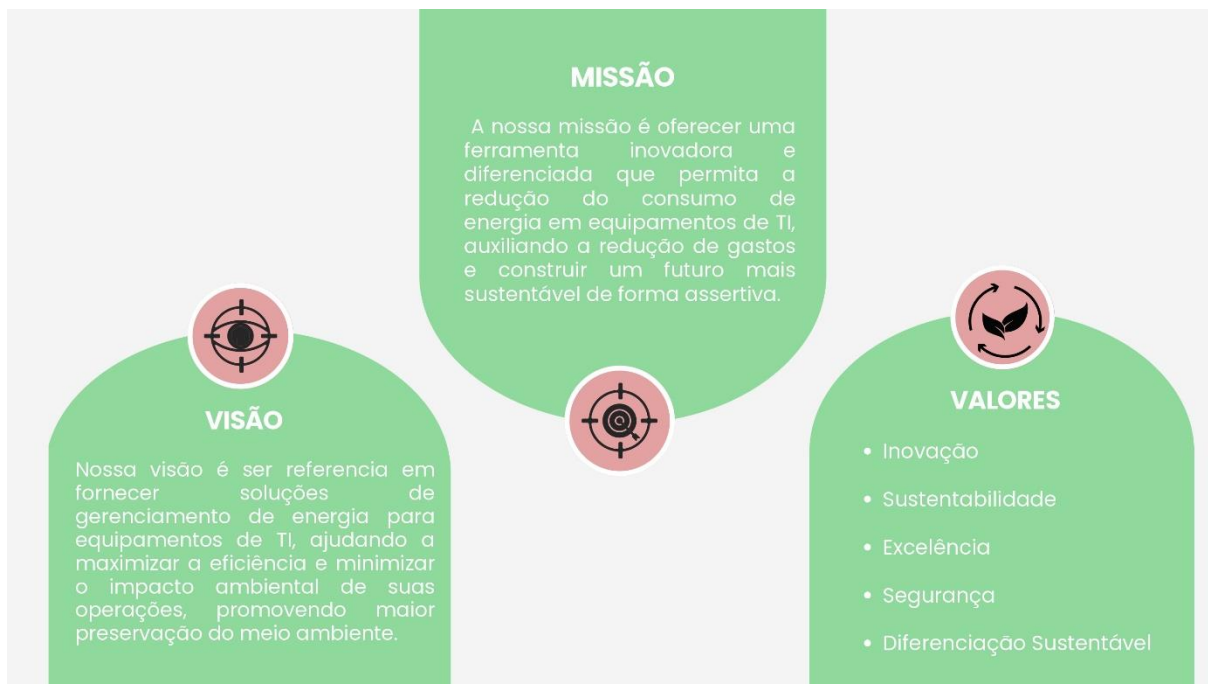 MISSÃO
A nossa missão é oferecer uma
ferramenta inovadora e
diferenciada que permita a
redução do consumo de
energia em equipamentos de TI,
auxiliando a redução de gastos
e construir um futuro mais
sustentável de forma assertiva.
VISÃO
Nossa visão é ser referencia em
fornecer soluções de
gerenciamento de energia para
equipamentos de TI, ajudando a
maximizar a eficiência e minimizar
o impacto ambiental de suas
operações, promovendo maior
preservação do meio ambiente.
VALORES
• Inovação
• Sustentabilidade
• Excelência
• Segurança
• Diferenciação Sustentável